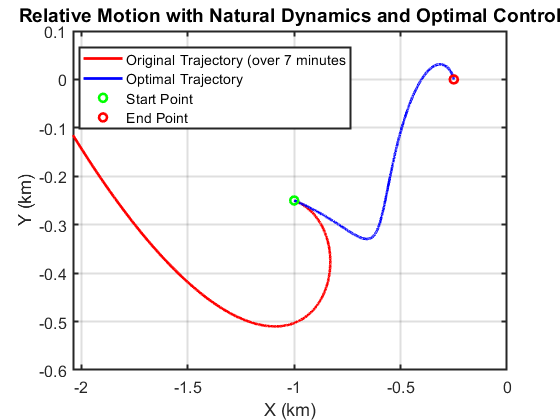 Relative Motion with Natural Dynamics and Optimal Control
0.1
0
-0.1
-0.2
-0.3
-0.4
-0.5
-0.6
Y (km)
Original Trajectory (over 7 minutes
Optimal Trajectory
Start Point
End Point
-2
-1.5
-1
-0.5
0
X (km)